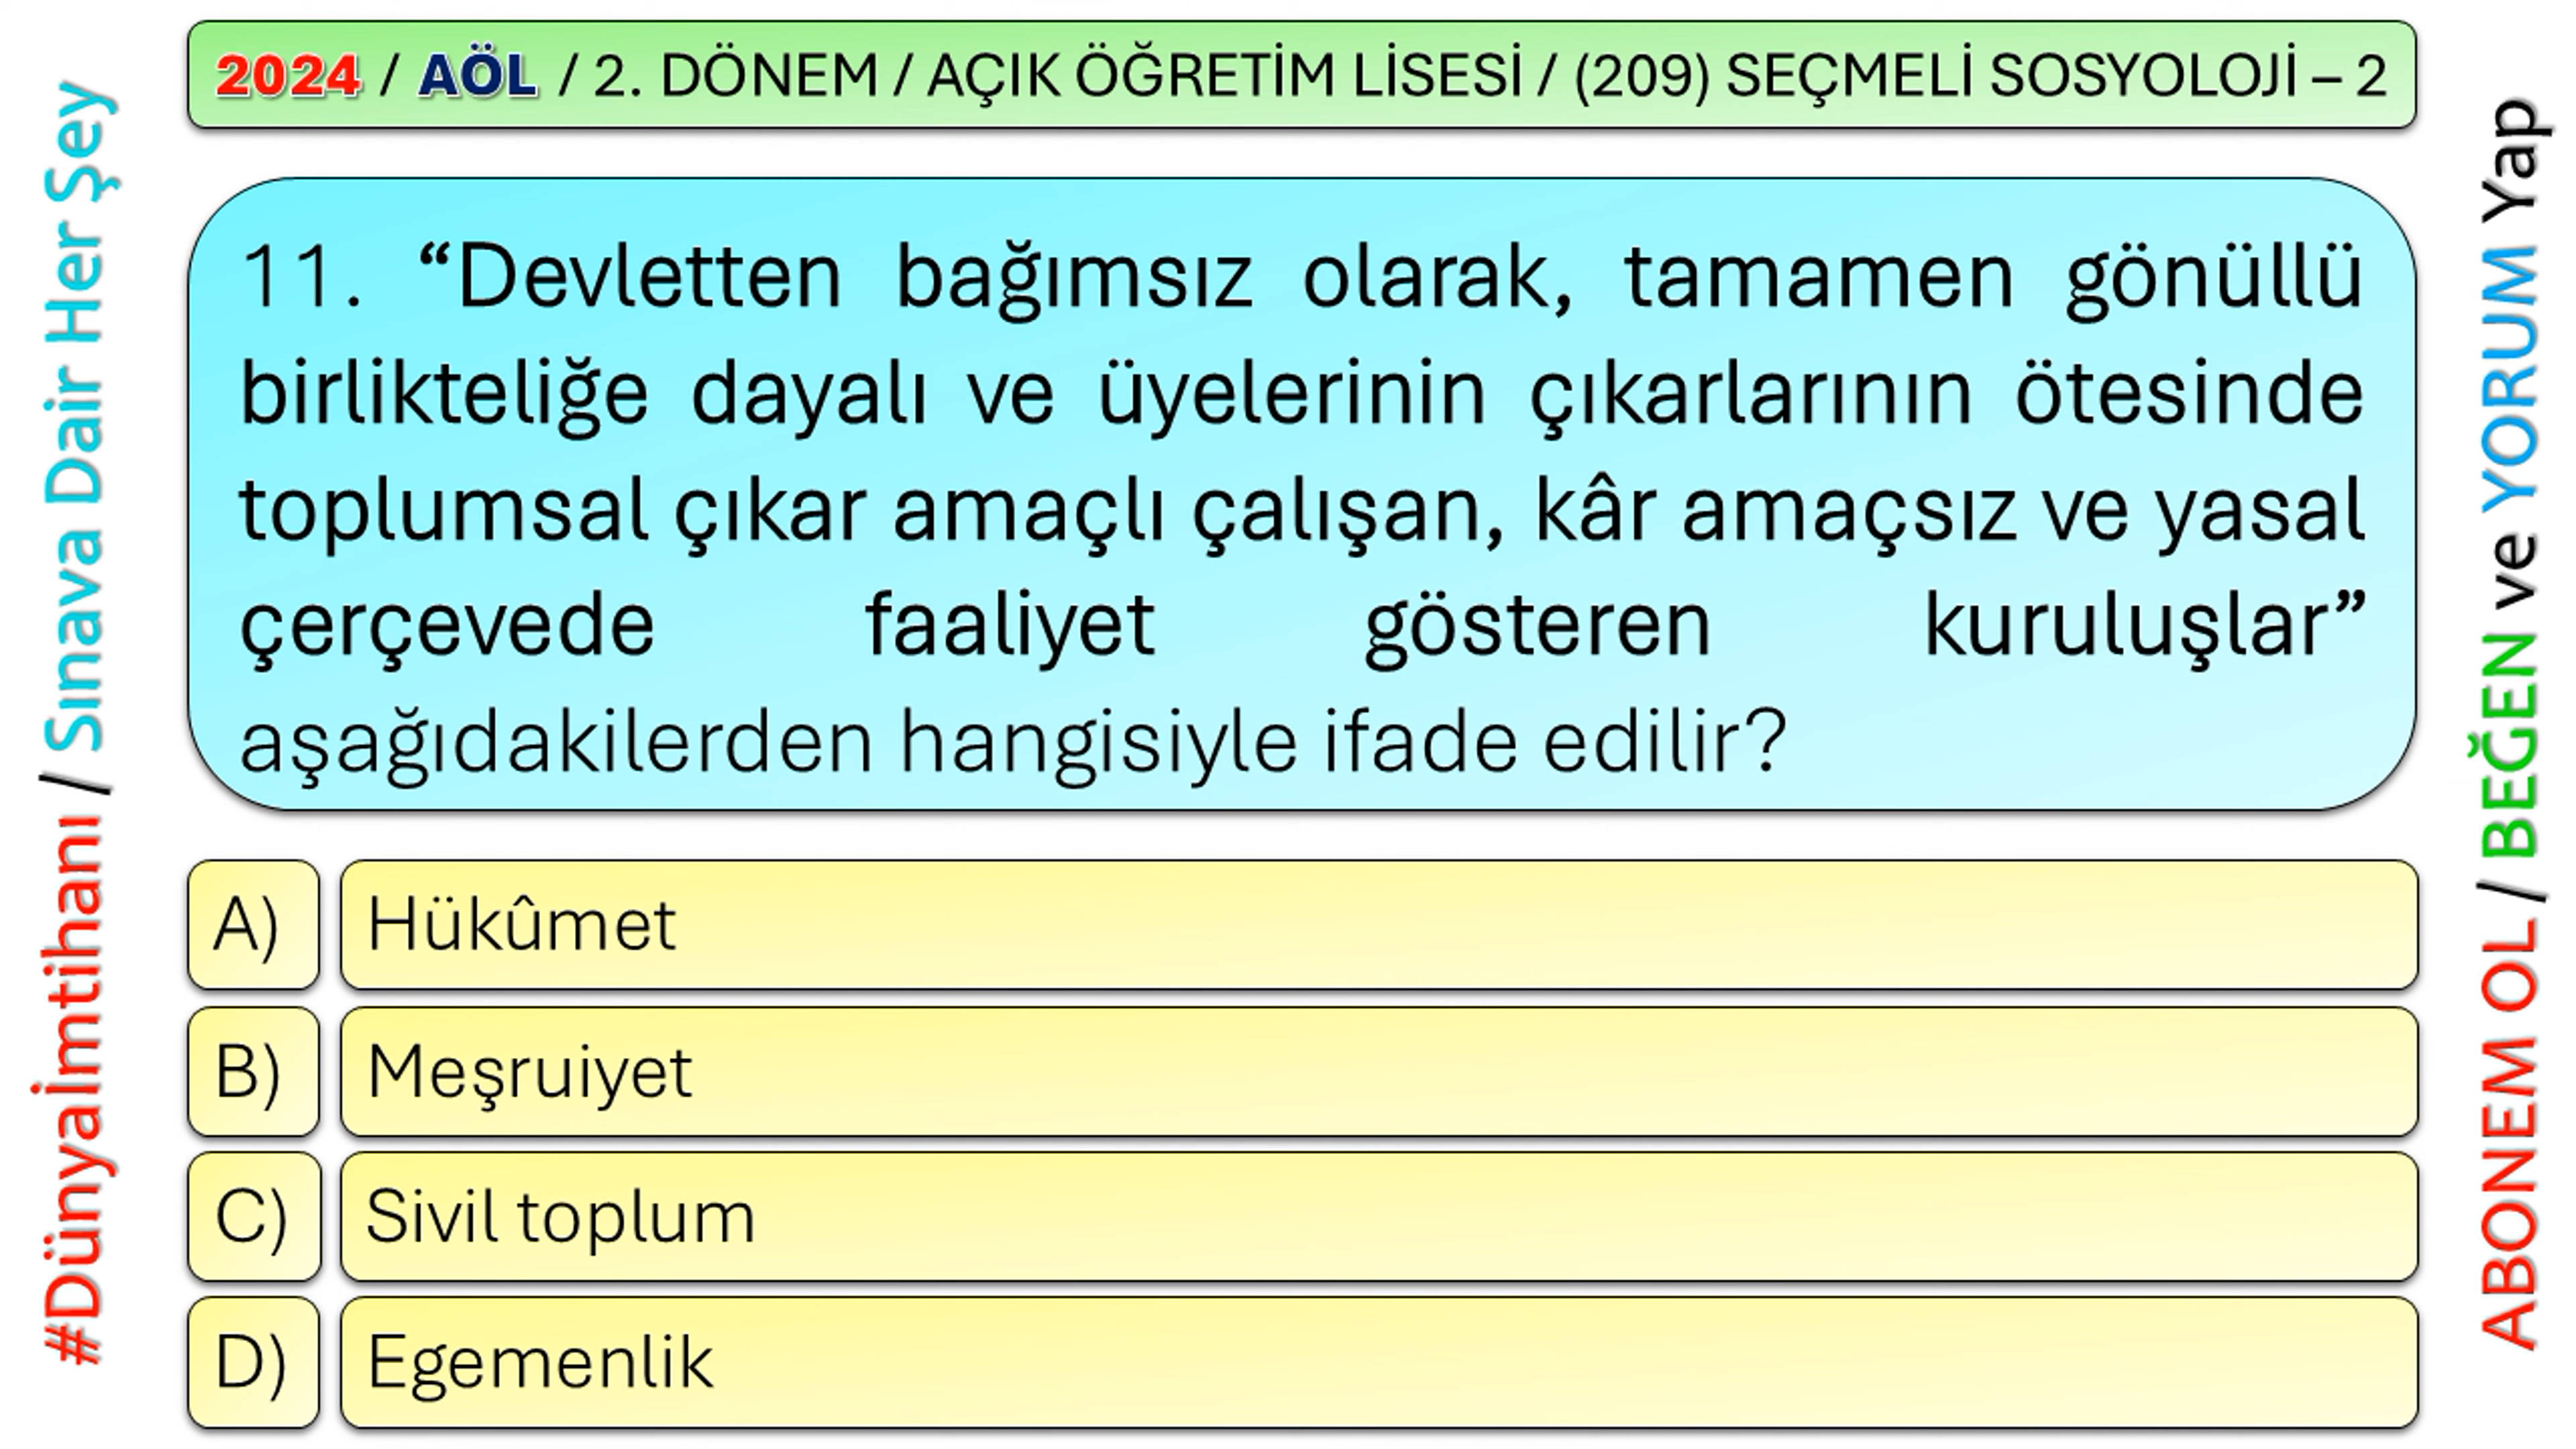 2024 / AÖL / 2. DÖNEM / AÇIK ÖĞRETİM LİSESİ / (209) SEÇMELİ SOSYOLOJİ – 2
#Dünyaİmtihanı / Sınava Dair Her Şey
11. “Devletten bağımsız olarak, tamamen gönüllü
birlikteliğe dayalı ve üyelerinin çıkarlarının ötesinde
toplumsal çıkar amaçlı çalışan, kâr amaçsız ve yasal
çerçevede faaliyet gösteren kuruluşlar”
aşağıdakilerden hangisiyle ifade edilir?
A) Hükûmet
B) Meşruiyet
C) Sivil toplum
D) Egemenlik
ABONEM OL / BEĞEN ve YORUM Yap